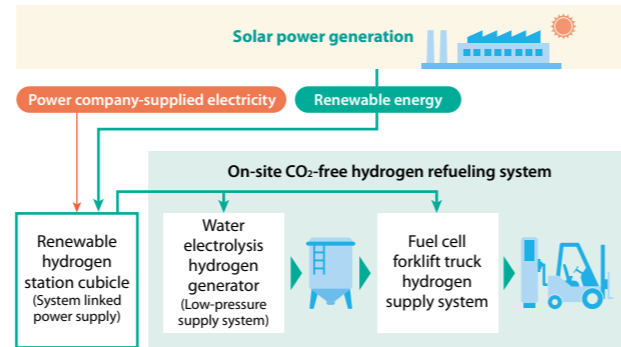 Solar power generation
Power company-supplied electricity
Renewable energy
On-site CO₂-free hydrogen refueling system
Renewable
hydrogen
station cubicle
(System linked
power supply)
Water
electrolysis
hydrogen
generator
(Low-pressure
supply system)
Fuel cell
forklift truck
hydrogen
supply system